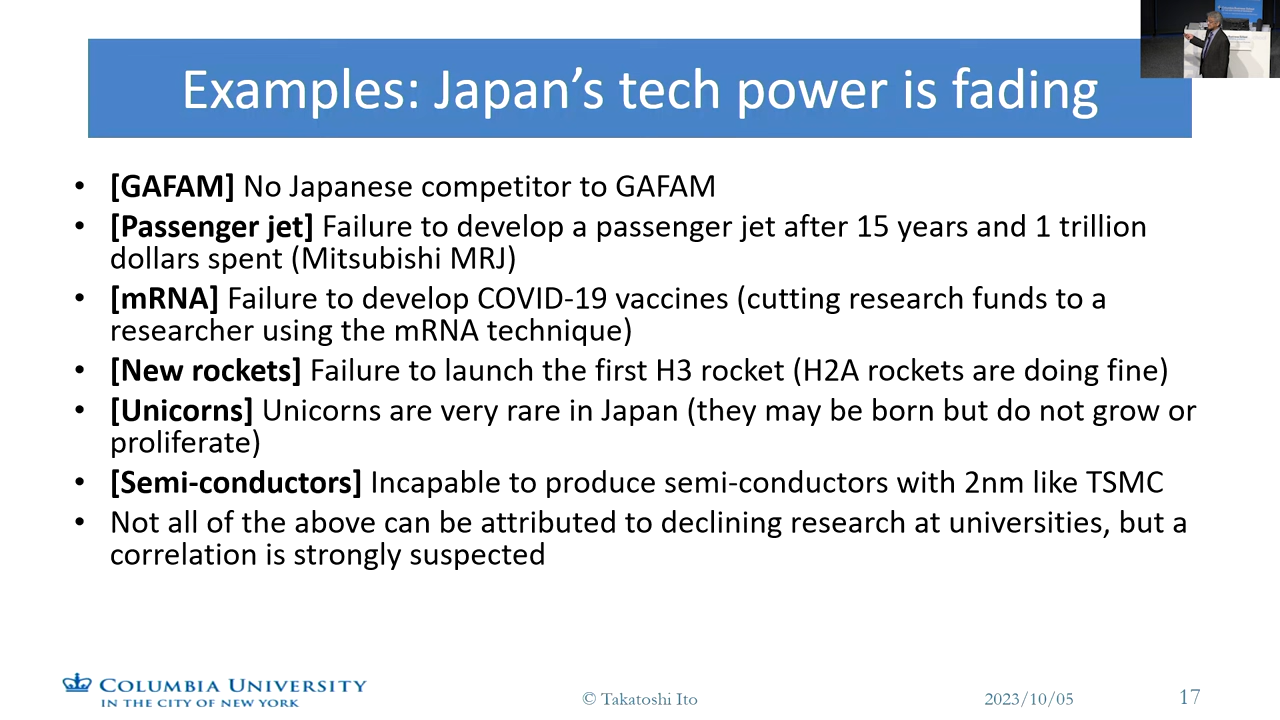 Examples: Japan’s tech power is fading
• [GAFAM] No Japanese competitor to GAFAM
• [Passenger jet] Failure to develop a passenger jet after 15 years and 1 trillion
dollars spent (Mitsubishi MRJ)
• [mRNA] Failure to develop COVID-19 vaccines (cutting research funds to a
researcher using the mRNA technique)
• [New rockets] Failure to launch the first H3 rocket (H2A rockets are doing fine)
• [Unicorns] Unicorns are very rare in Japan (they may be born but do not grow or
proliferate)
• [Semi-conductors] Incapable to produce semi-conductors with 2nm like TSMC
• Not all of the above can be attributed to declining research at universities, but a
correlation is strongly suspected
COLUMBIA UNIVERSITY
IN THE CITY OF NEW YORK
© Takatoshi Ito
2023/10/05
17